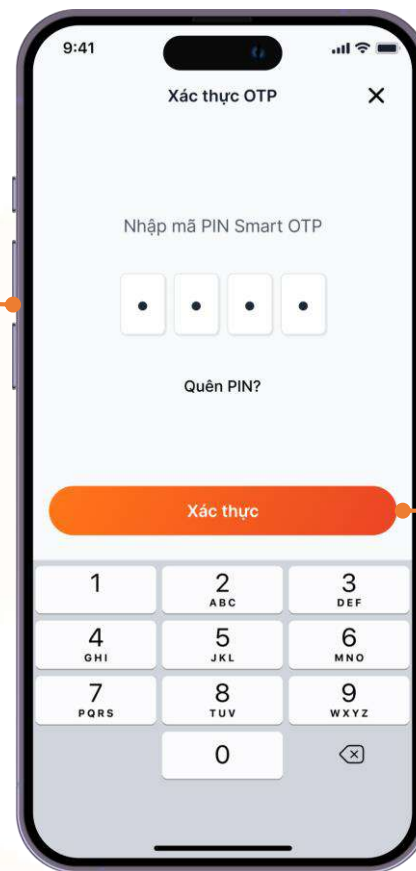 9:41
Xác thực OTP
Nhập mã PIN Smart OTP
Quên PIN?
Xác thực
1 2 3
ABC DEF
4 5 6
GHI JKL MNO
7 8 9
PQRS TUV WXYZ
0